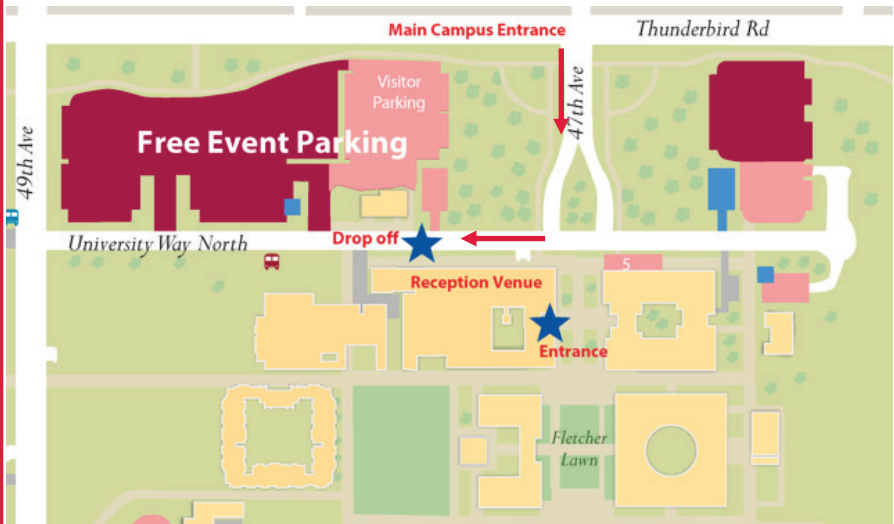 Main Campus Entrance
Thunderbird Rd
Visitor
Parking
47th Ave
Free Event Parking
49th Ave
University Way North
Drop off
5
Reception Venue
Entrance
Fletcher
Lawn